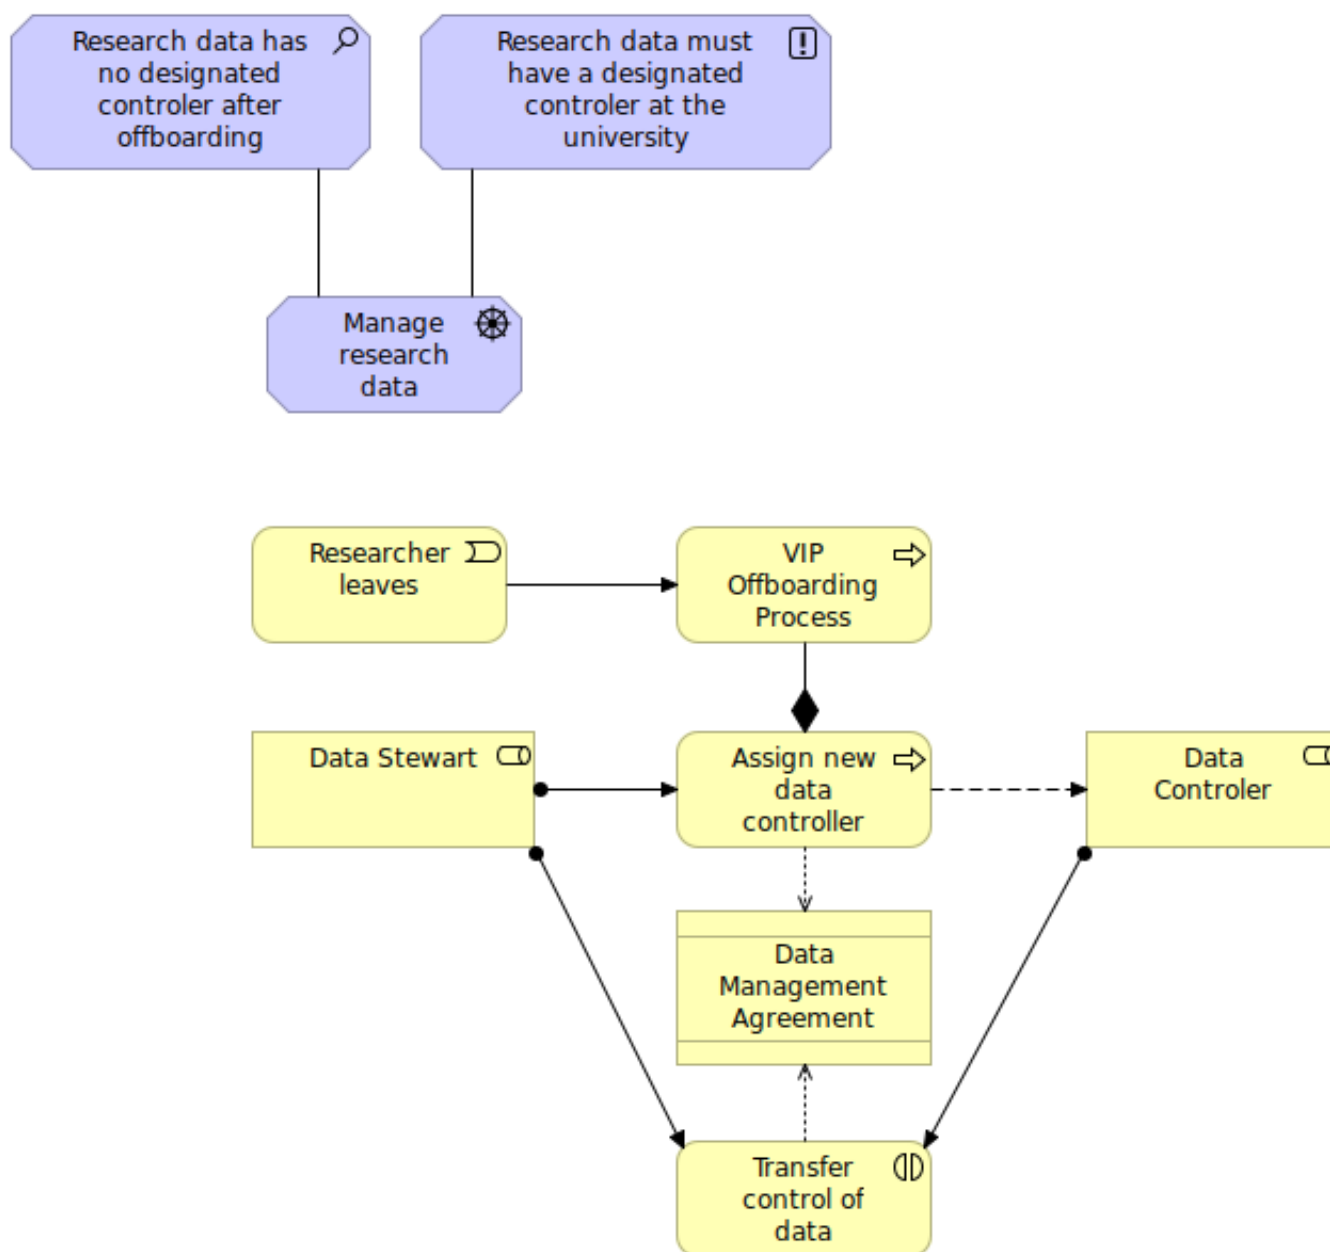 Research data has
no designated
controler after
offboarding
Research data must
have a designated
controler at the
university
Manage
research
data
Researcher
leaves
VIP
Offboarding
Process
Data Stewart
Assign new
data
controller
Data
Controler
Data
Management
Agreement
Transfer
control of
data